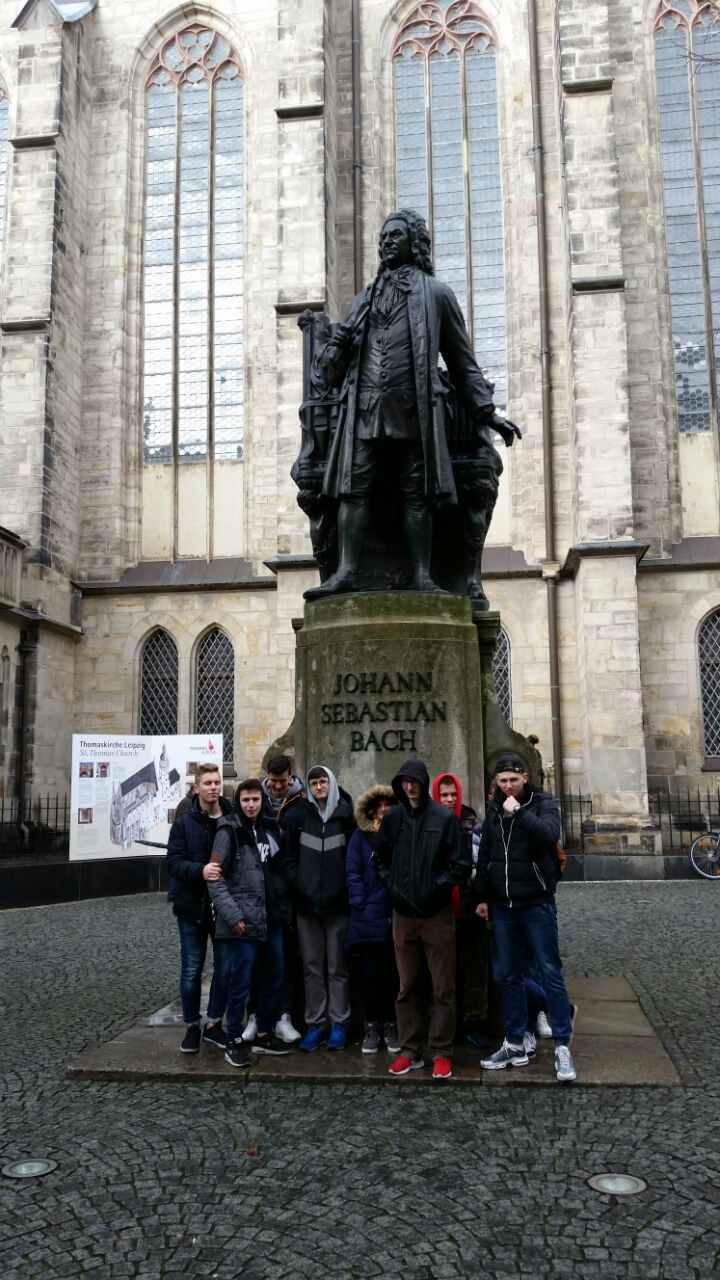 JOHANN
SEBASTIAN
BACH
Thomaskirche Leipzig
St. Thomas Church